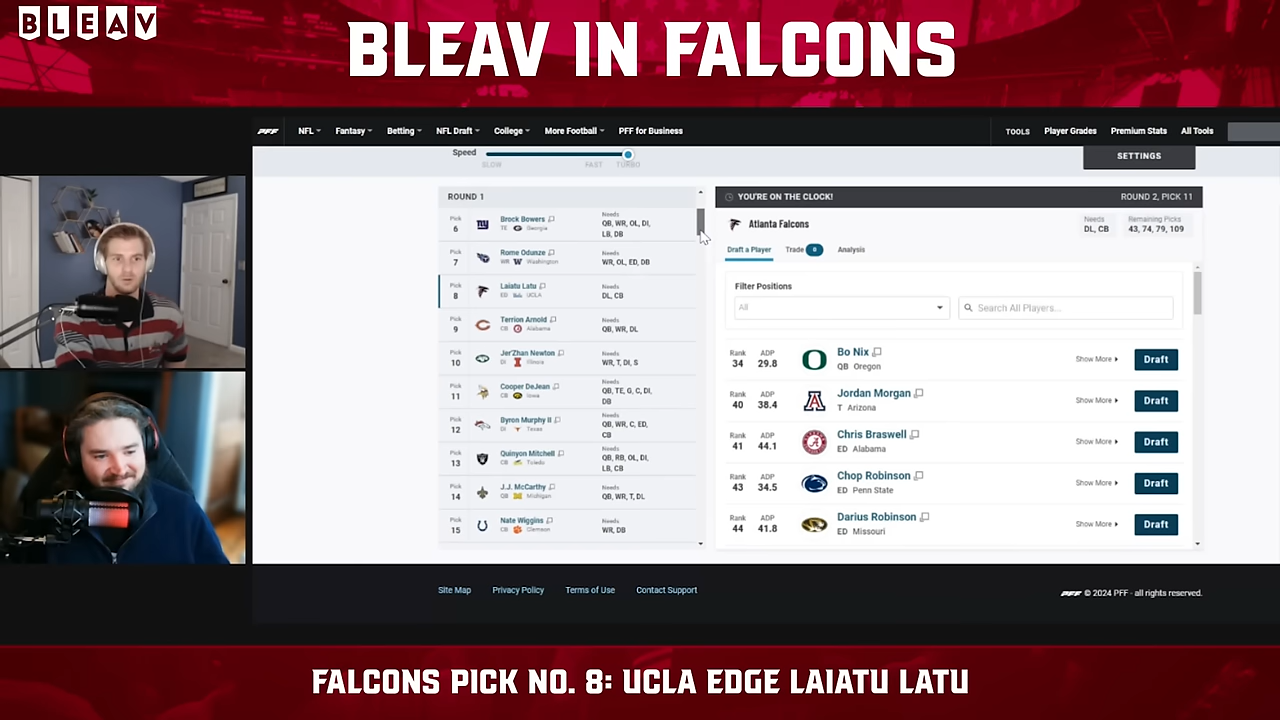 BLEAV
BLEAV IN FALCONS
PFF NFL Fantasy Betting NFL Draft College More Football PFF for Business TOOLS Player Grades Premium Stats All Tools
Speed
SLOW FAST TURBO
SETTINGS
ROUND 1
Pick 6 Brock Bowers TE Georgia Needs QB, WR, OL, DI, LB, DB
Pick 7 Rome Odunze WR Washington Needs WR, OL, ED, DB
Pick 8 Laiatu Latu ED UCLA Needs DL, CB
Pick 9 Terrion Arnold CB Alabama Needs QB, WR, DL
Pick 10 Jer'Zhan Newton DI Illinois Needs WR, T, DI, S
Pick 11 Cooper DeJean CB Iowa Needs QB, TE, G, C, DI, DB
Pick 12 Byron Murphy II DI Texas Needs QB, WR, C, ED, CB
Pick 13 Quinyon Mitchell CB Toledo Needs QB, RB, OL, DI, LB, CB
Pick 14 J.J. McCarthy QB Michigan Needs QB, WR, T, DL
Pick 15 Nate Wiggins CB Clemson Needs WR, DB
YOU'RE ON THE CLOCK! ROUND 2, PICK 11
Atlanta Falcons Needs DL, CB Remaining Picks 43, 74, 79, 109
Draft a Player Trade 8 Analysis
Filter Positions
All Search All Players...
Rank 34 ADP 29.8 Bo Nix QB Oregon Show More Draft
Rank 40 ADP 38.4 Jordan Morgan T Arizona Show More Draft
Rank 41 ADP 44.1 Chris Braswell ED Alabama Show More Draft
Rank 43 ADP 34.5 Chop Robinson ED Penn State Show More Draft
Rank 44 ADP 41.8 Darius Robinson ED Missouri Show More Draft
Site Map Privacy Policy Terms of Use Contact Support PFF © 2024 PFF - all rights reserved.
FALCONS PICK NO. 8: UCLA EDGE LAIATU LATU